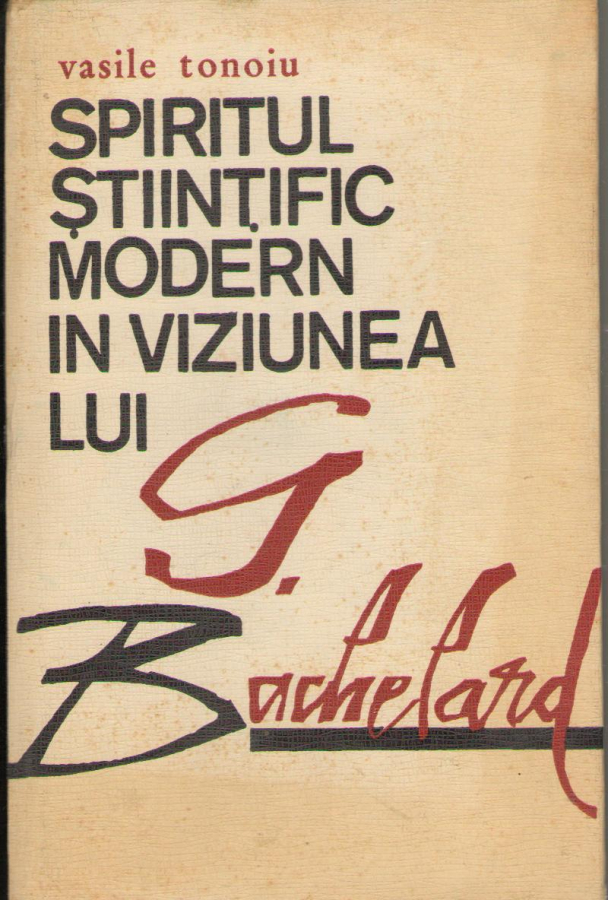 vasile tonoiu
SPIRITUL
ȘTIINȚIFIC
MODERN
IN VIZIUNEA
LUI
G.
Bachelard